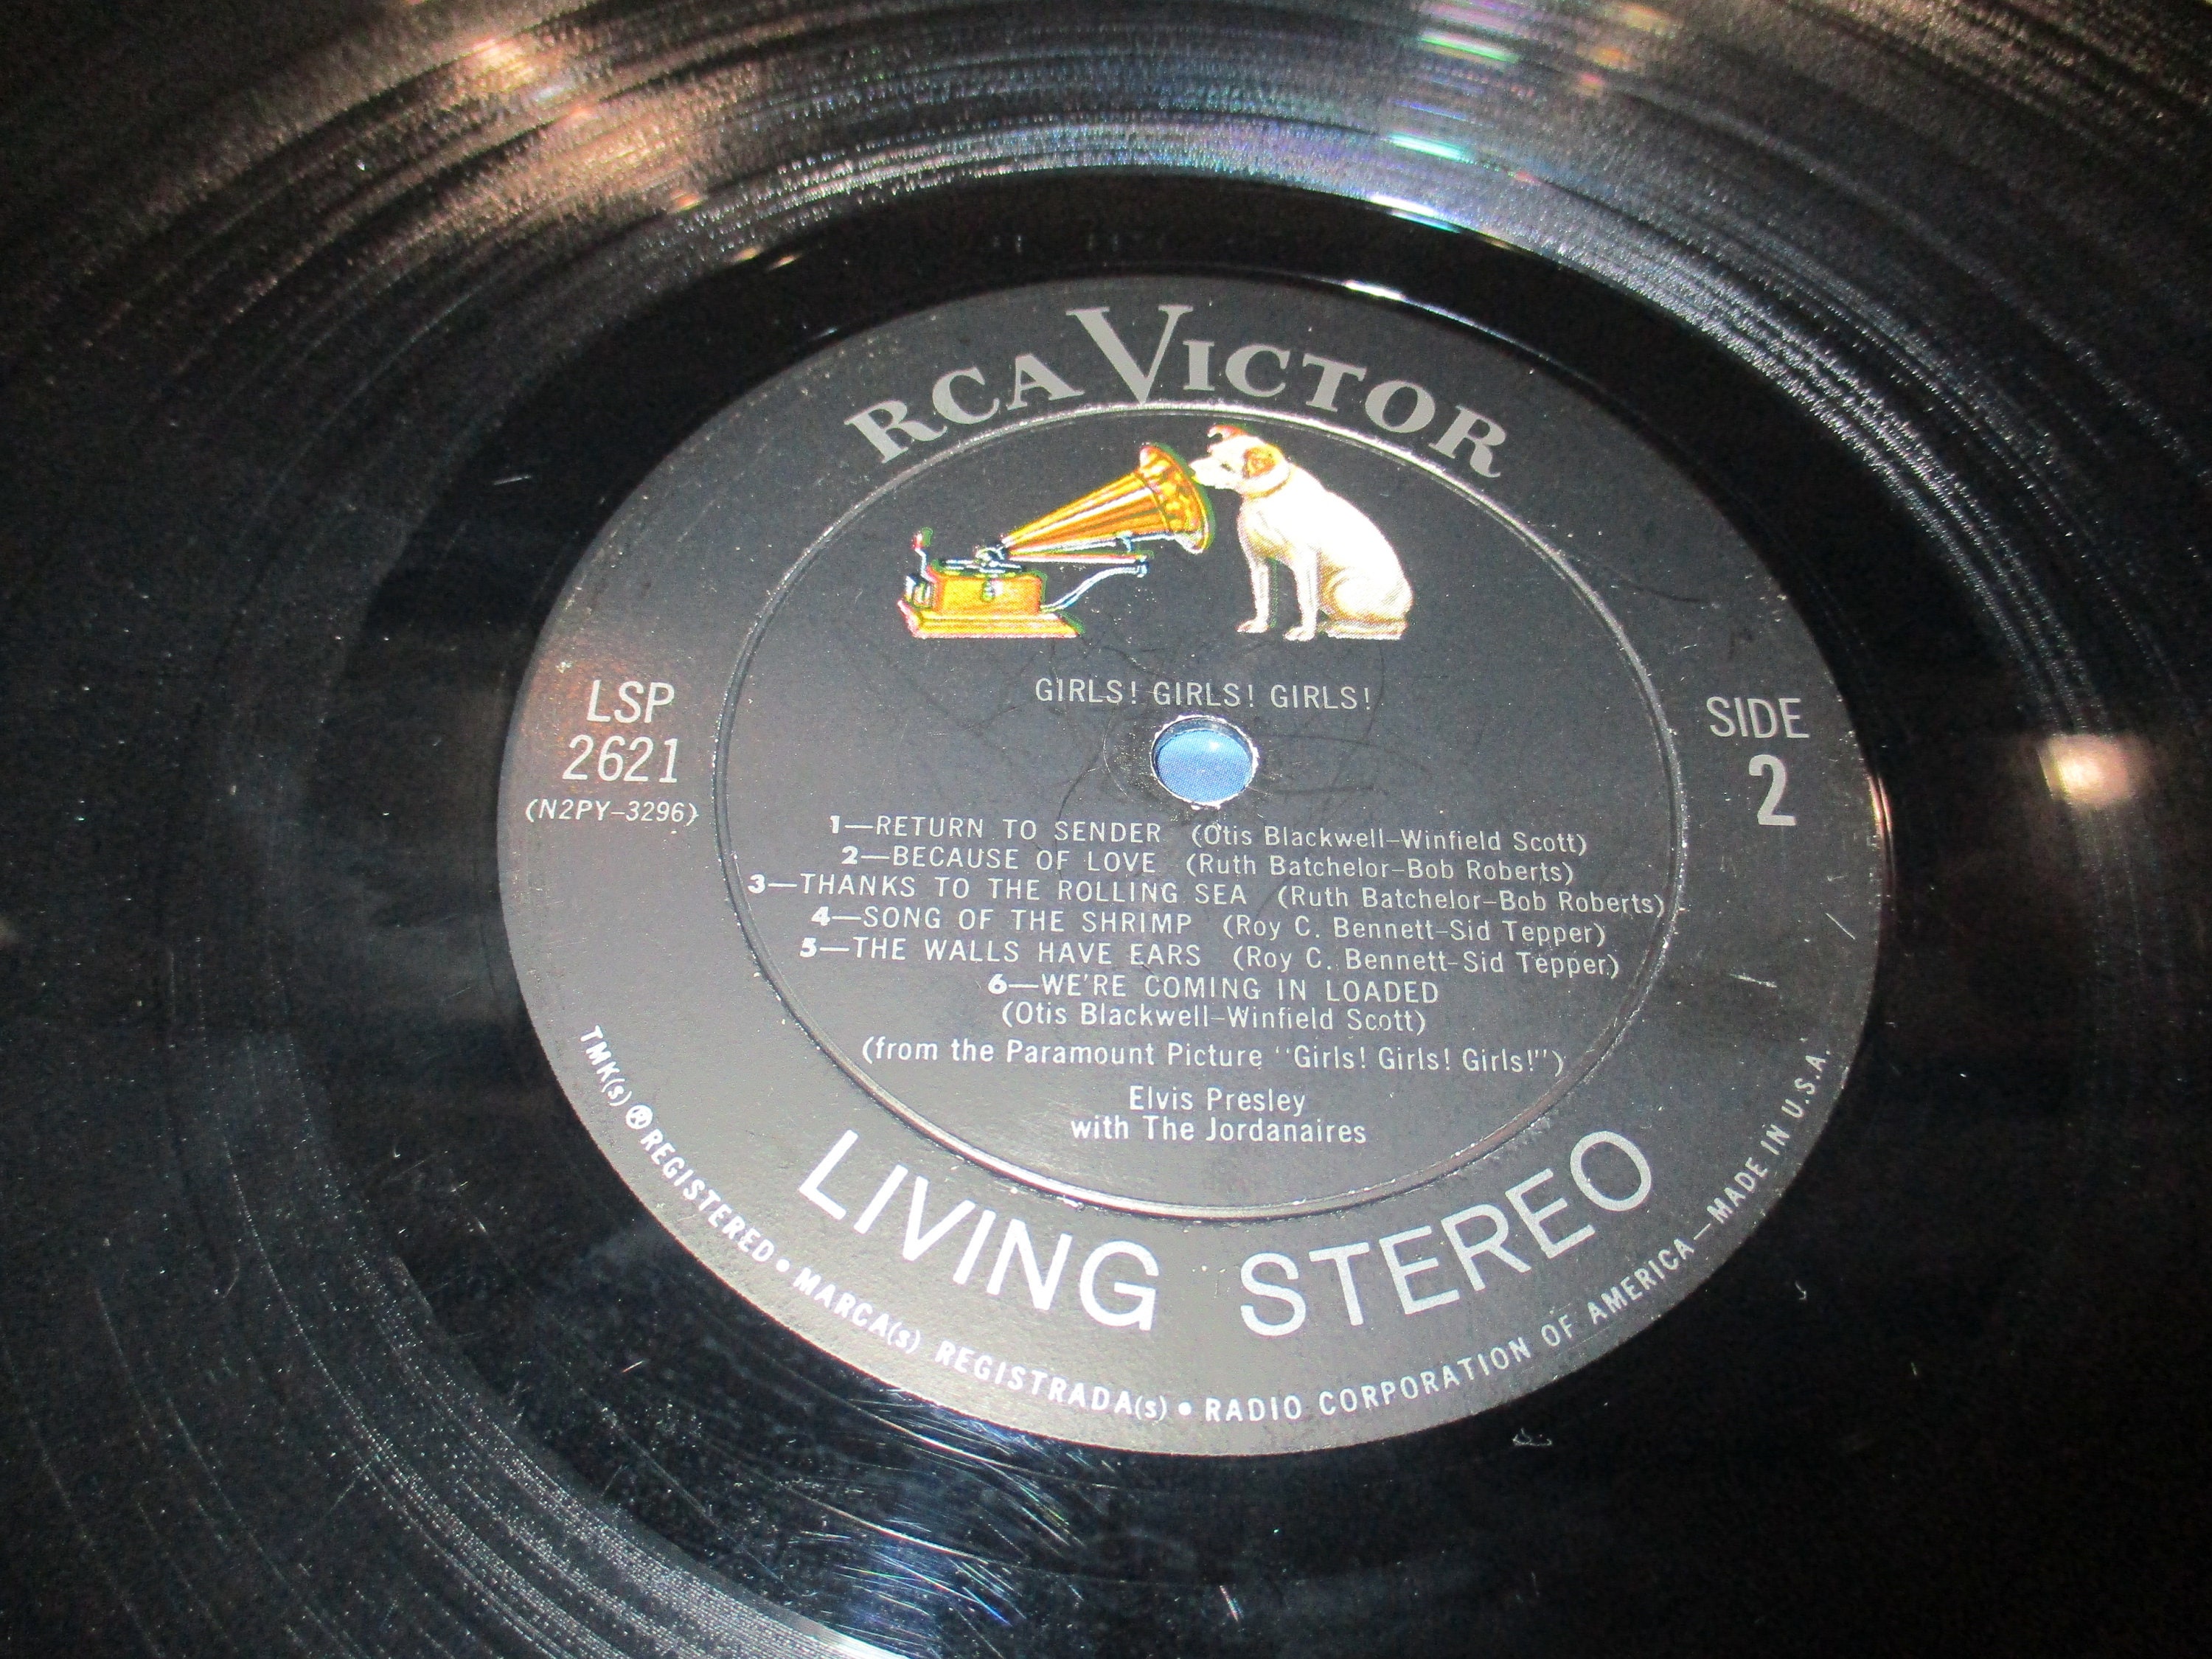 RCA VICTOR
GIRLS! GIRLS! GIRLS!
LSP
2621
(N2PY-3296)
SIDE
2
1—RETURN TO SENDER (Otis Blackwell-Winfield Scott)
2—BECAUSE OF LOVE (Ruth Batchelor-Bob Roberts)
3—THANKS TO THE ROLLING SEA (Ruth Batchelor-Bob Roberts)
4—SONG OF THE SHRIMP (Roy C. Bennett-Sid Tepper)
5—THE WALLS HAVE EARS (Roy C. Bennett-Sid Tepper)
6—WE'RE COMING IN LOADED
(Otis Blackwell-Winfield Scott)
(from the Paramount Picture "Girls! Girls! Girls!")
Elvis Presley
with The Jordanaires
LIVING STEREO
TMK(s) ® REGISTERED • MARCA(s) REGISTRADA(s) • RADIO CORPORATION OF AMERICA—MADE IN U.S.A.